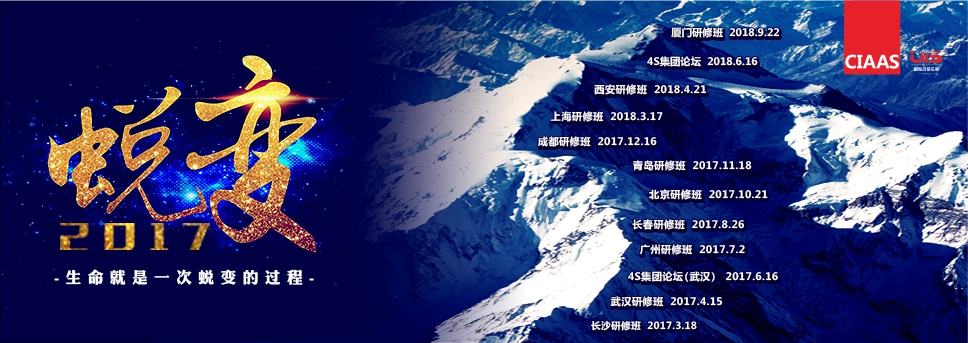 蜕变
2017
-生命就是一次蜕变的过程-
厦门研修班 2018.9.22
4S集团论坛 2018.6.16
西安研修班 2018.4.21
上海研修班 2018.3.17
成都研修班 2017.12.16
青岛研修班 2017.11.18
北京研修班 2017.10.21
长春研修班 2017.8.26
广州研修班 2017.7.2
4S集团论坛(武汉) 2017.6.16
武汉研修班 2017.4.15
长沙研修班 2017.3.18
CIAAS